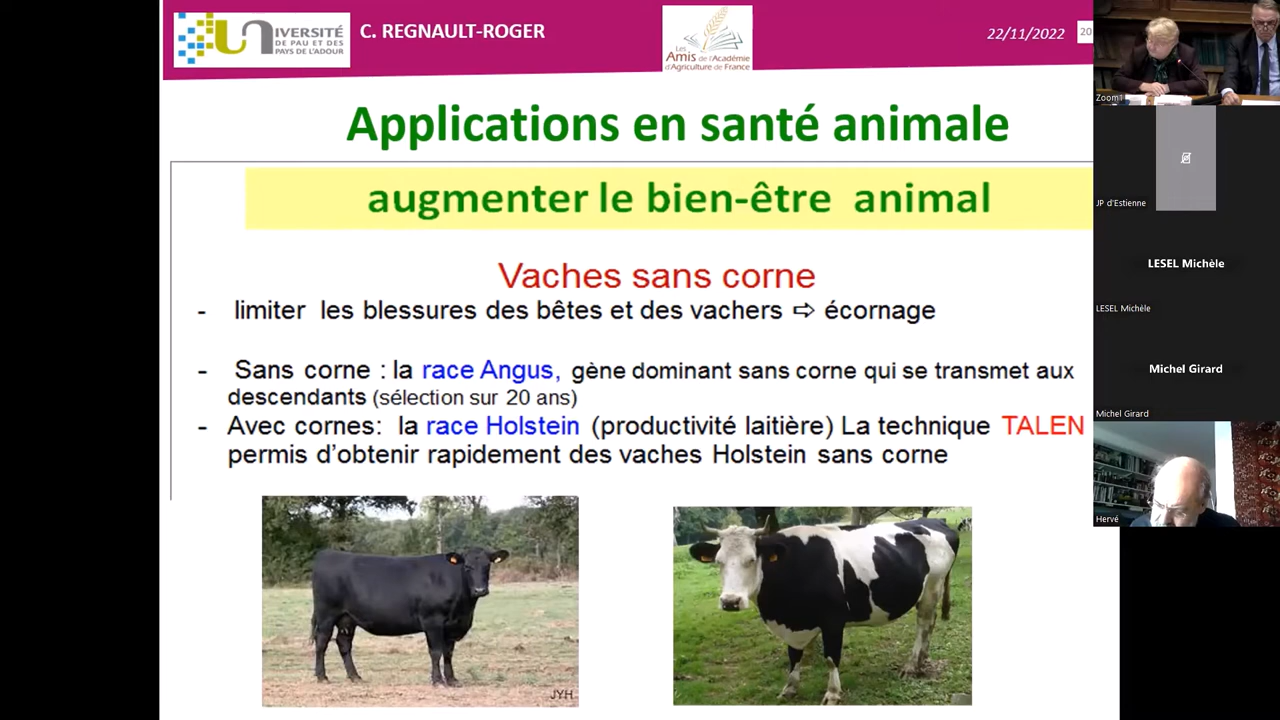 UNIVERSITÉ
DE PAU ET DES
PAYS DE L'ADOUR
C. REGNAULT-ROGER
Les
Amis de l'Académie
d'Agriculture de France
22/11/2022
20
Applications en santé animale
augmenter le bien-être animal
Vaches sans corne
- limiter les blessures des bêtes et des vachers ⇨ écornage
- Sans corne : la race Angus, gène dominant sans corne qui se transmet aux
descendants (sélection sur 20 ans)
- Avec cornes: la race Holstein (productivité laitière) La technique TALEN
permis d'obtenir rapidement des vaches Holstein sans corne
JYH
Zoom1
JP d'Estienne
LESEL Michèle
LESEL Michèle
Michel Girard
Michel Girard
Hervé